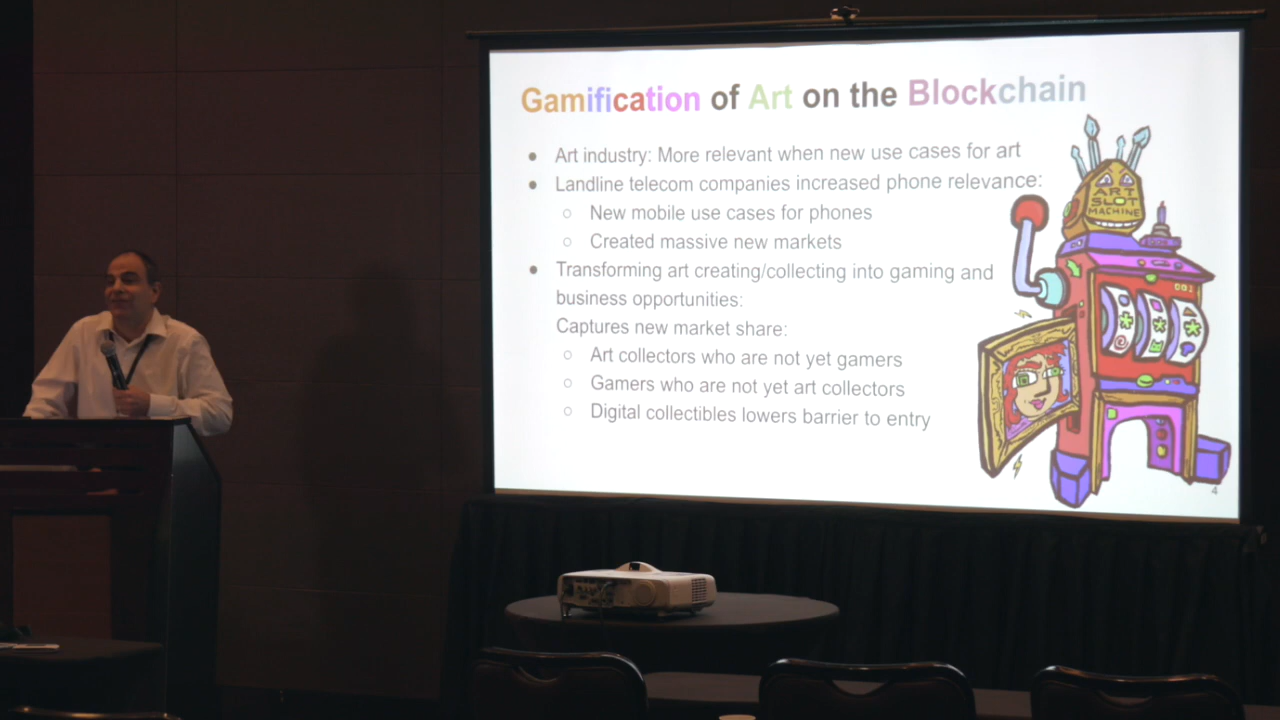 Gamification of Art on the Blockchain
● Art industry: More relevant when new use cases for art
● Landline telecom companies increased phone relevance:
○ New mobile use cases for phones
○ Created massive new markets
● Transforming art creating/collecting into gaming and
business opportunities:
Captures new market share:
○ Art collectors who are not yet gamers
○ Gamers who are not yet art collectors
○ Digital collectibles lowers barrier to entry
ART
SLOT
MACHINE
4